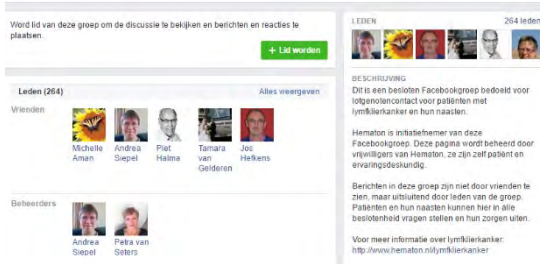 Word lid van deze groep om de discussie te bekijken en berichten en reacties te
plaatsen.
+ Lid worden
Leden (264)
Alles weergeven
Vrienden
Michelle Aman
Andrea Siepel
Piet Halma
Tamara van Gelderen
Jos Hefkens
Beheerders
Andrea Siepel
Petra van Seters
LEDEN
264 leden
BESCHRIJVING
Dit is een besloten Facebookgroep bedoeld voor
lotgenotencontact voor patiënten met
lymfklierkanker en hun naasten.
Hematon is initiatiefnemer van deze
Facebookgroep. Deze pagina wordt beheerd door
vrijwilligers van Hematon, ze zijn zelf patiënt en
ervaringsdeskundig.
Berichten in deze groep zijn niet door vrienden te
zien, maar uitsluitend door leden van de groep.
Patiënten en hun naasten kunnen hier in alle
beslotenheid vragen stellen en hun zorgen uiten.
Voor meer informatie over lymfklierkanker:
http://www.hematon.nl/lymfklierkanker